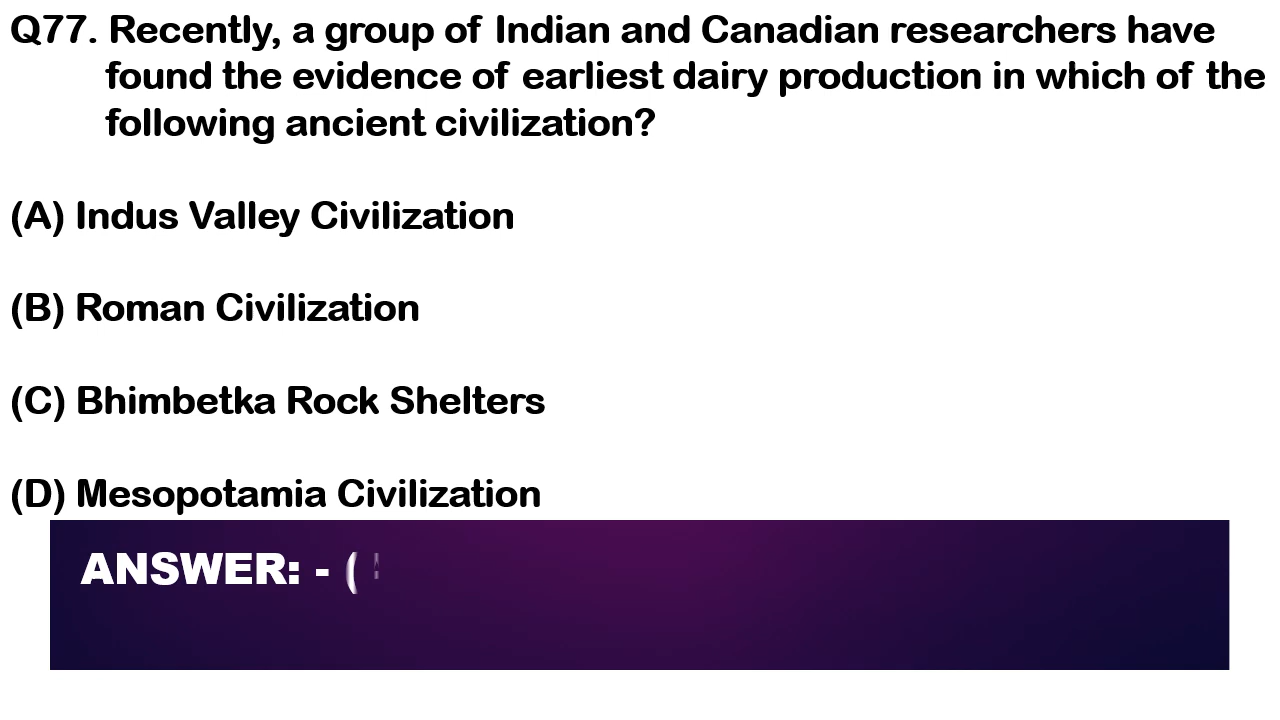 Q77. Recently, a group of Indian and Canadian researchers have
found the evidence of earliest dairy production in which of the
following ancient civilization?
(A) Indus Valley Civilization
(B) Roman Civilization
(C) Bhimbetka Rock Shelters
(D) Mesopotamia Civilization
ANSWER: - (